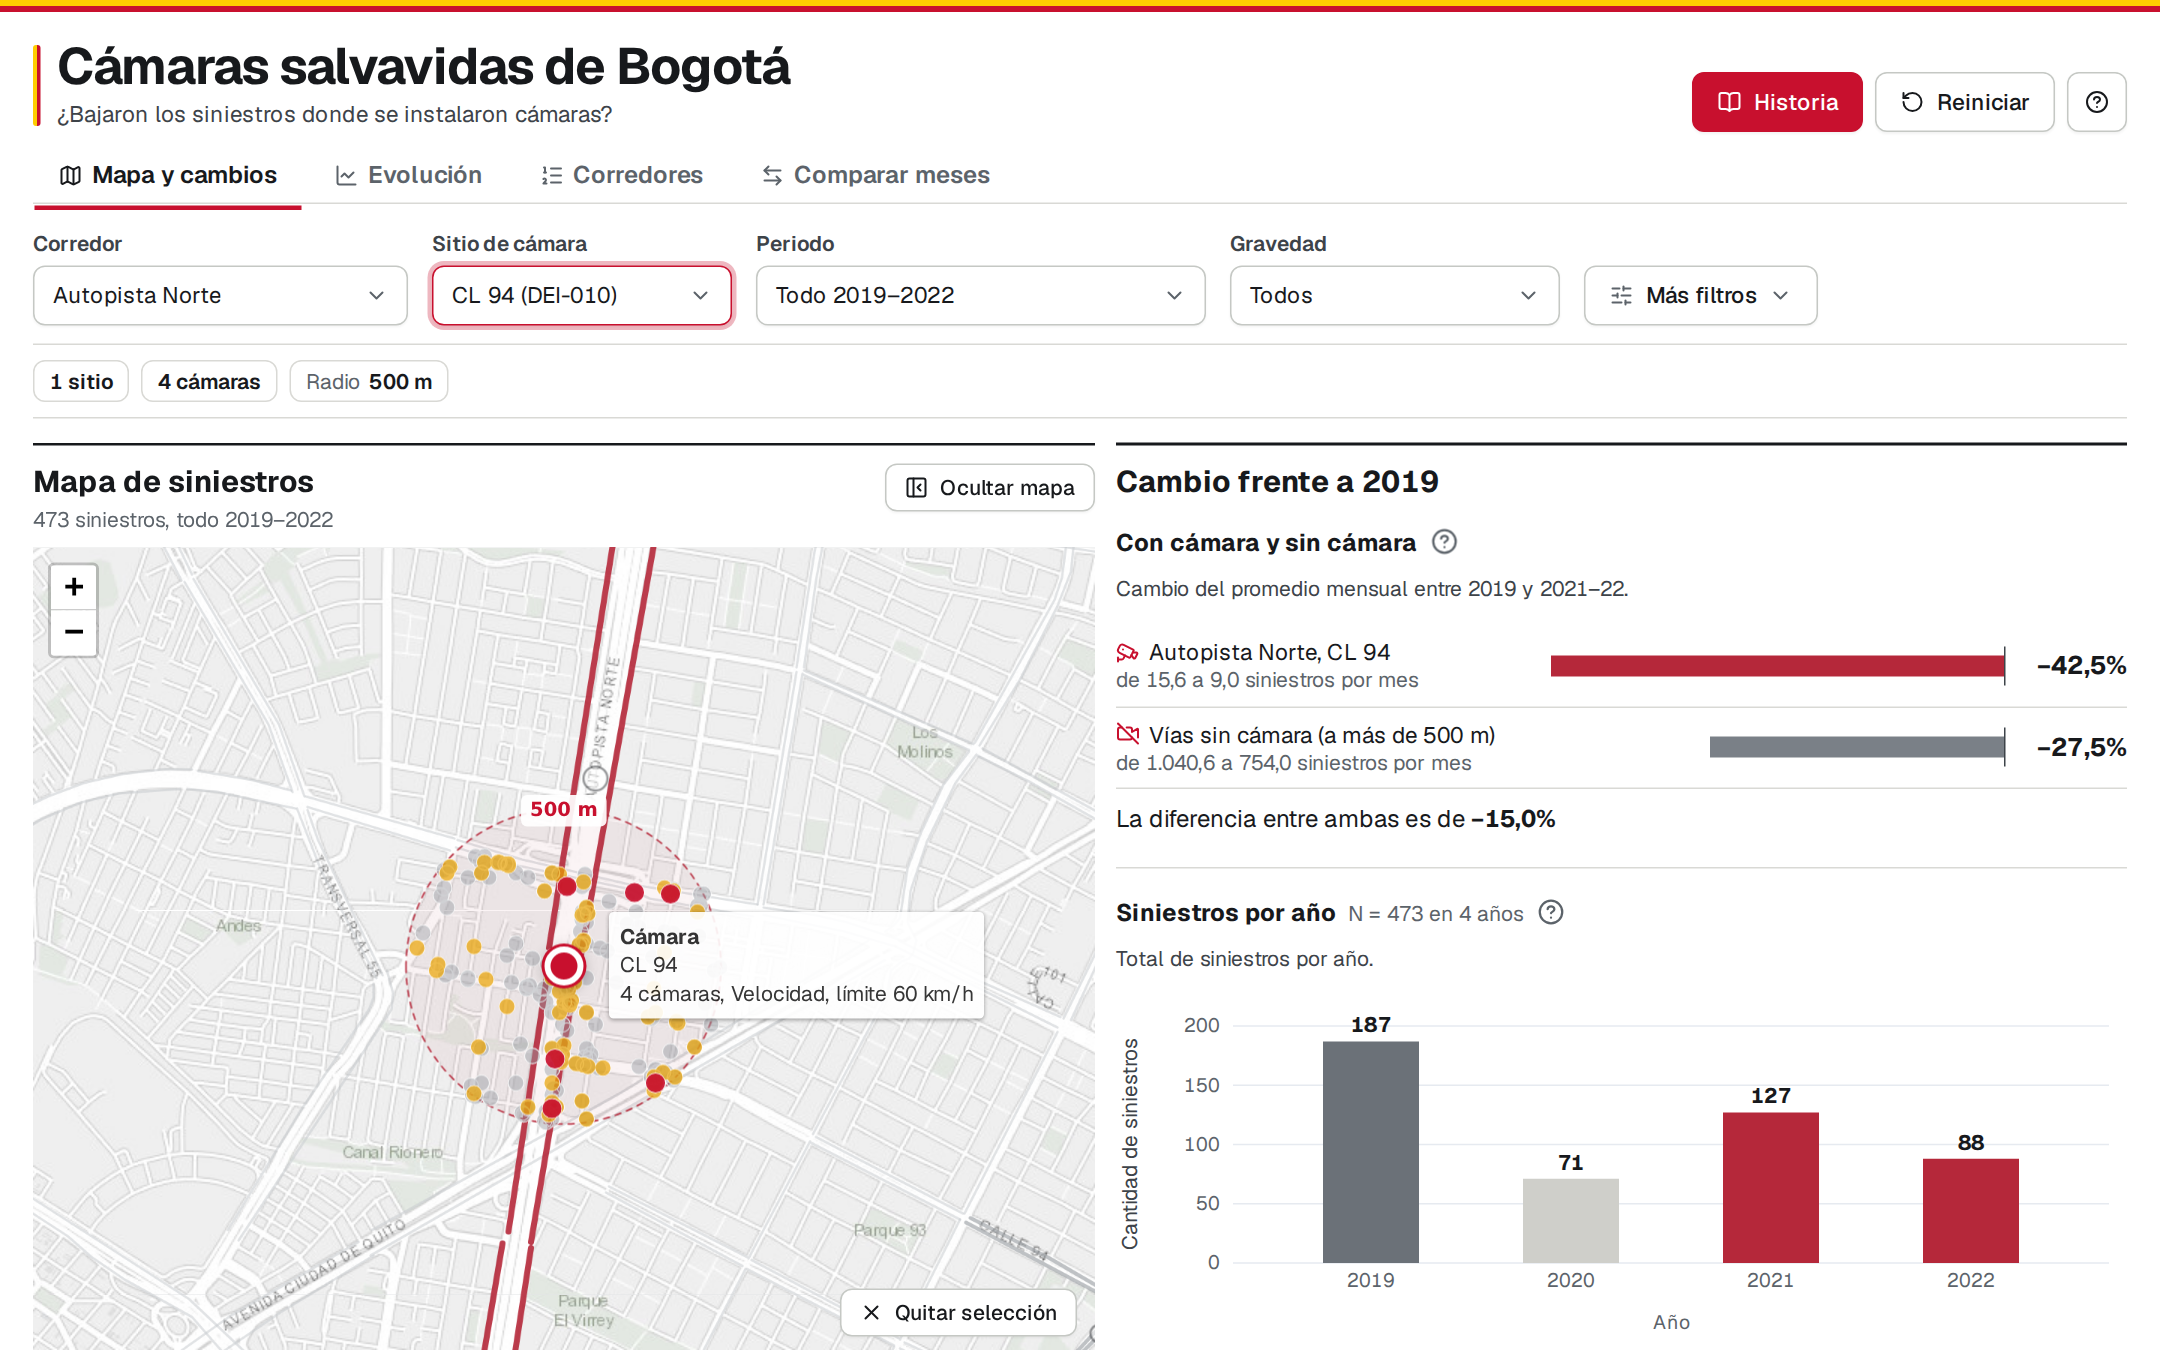 Cámaras salvavidas de Bogotá
¿Bajaron los siniestros donde se instalaron cámaras?
Historia
Reiniciar
Mapa y cambios
Evolución
Corredores
Comparar meses
Corredor
Sitio de cámara
Periodo
Gravedad
Autopista Norte
CL 94 (DEI-010)
Todo 2019–2022
Todos
Más filtros
1 sitio
4 cámaras
Radio 500 m
Mapa de siniestros
473 siniestros, todo 2019–2022
Ocultar mapa
+
−
Los
Molinos
500 m
TRANSVERSAL 55
Andes
Cámara
CL 94
4 cámaras, Velocidad, límite 60 km/h
Canal Rionero
Parque 93
CALLE 94
AVENIDA CIUDAD DE QUITO
Parque
El Virrey
Quitar selección
Cambio frente a 2019
Con cámara y sin cámara
Cambio del promedio mensual entre 2019 y 2021–22.
Autopista Norte, CL 94
de 15,6 a 9,0 siniestros por mes
−42,5%
Vías sin cámara (a más de 500 m)
de 1.040,6 a 754,0 siniestros por mes
−27,5%
La diferencia entre ambas es de −15,0%
Siniestros por año N = 473 en 4 años
Total de siniestros por año.
Cantidad de siniestros
200
150
100
50
0
187
71
127
88
2019
2020
2021
2022
Año